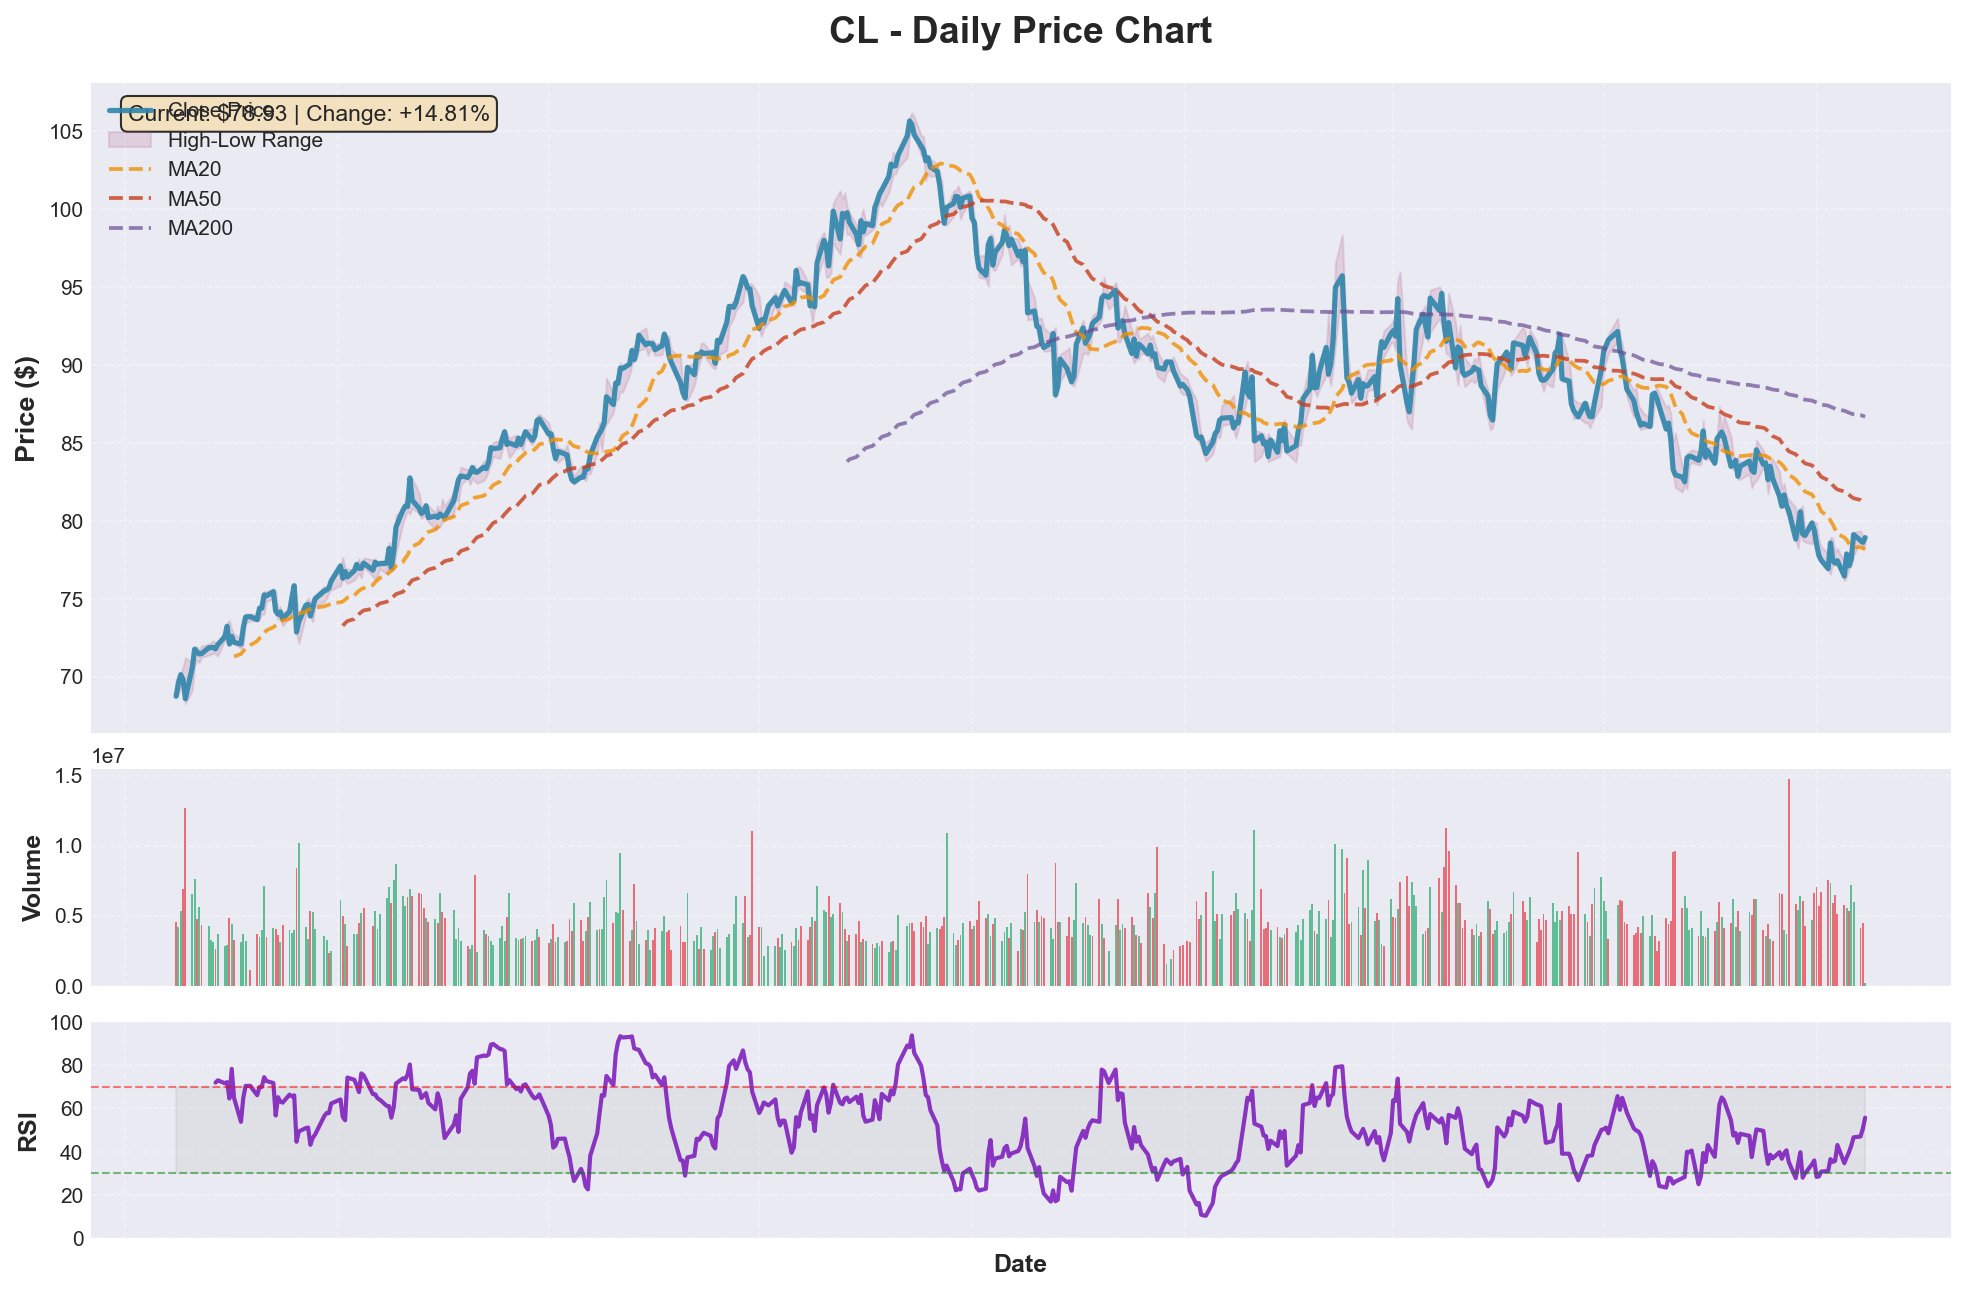 CL - Daily Price Chart
Current: $78.93 | Change: +14.81%
Close Price
High-Low Range
MA20
MA50
MA200
Price ($)
105
100
95
90
85
80
75
70
1e7
Volume
1.5
1.0
0.5
0.0
RSI
100
80
60
40
20
0
Date